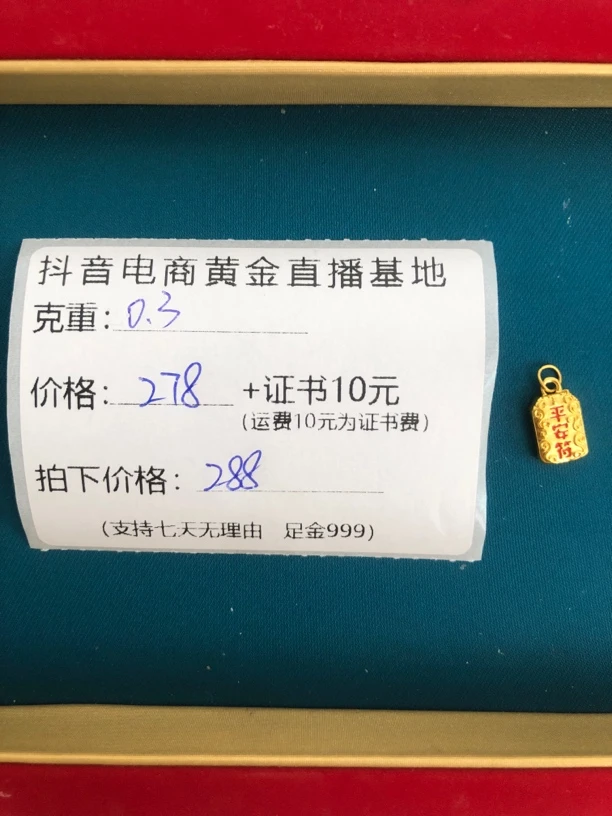 抖音电商黄金直播基地
克重：0.3
价格：278 +证书10元
（运费10元为证书费）
拍下价格：288
（支持七天无理由 足金999）
平安符